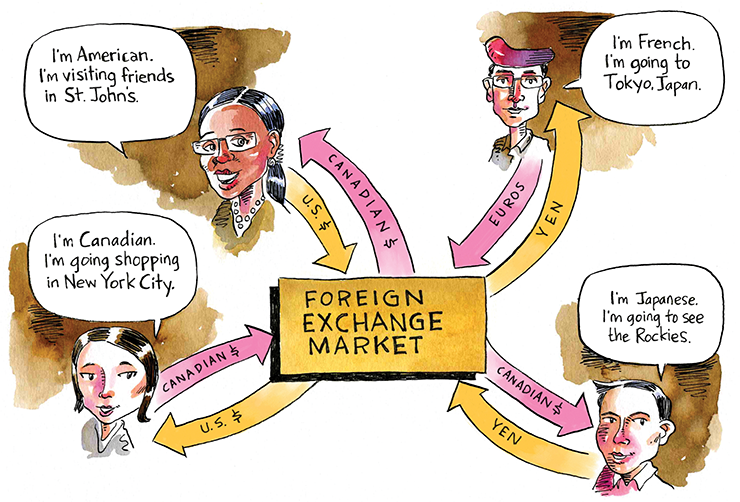 I'm American.
I'm visiting friends
in St. John's.
I'm French.
I'm going to
Tokyo, Japan.
U.S. $
CANADIAN $
EUROS
YEN
I'm Canadian.
I'm going shopping
in New York City.
FOREIGN
EXCHANGE
MARKET
I'm Japanese.
I'm going to see
the Rockies.
CANADIAN $
U.S. $
CANADIAN $
YEN